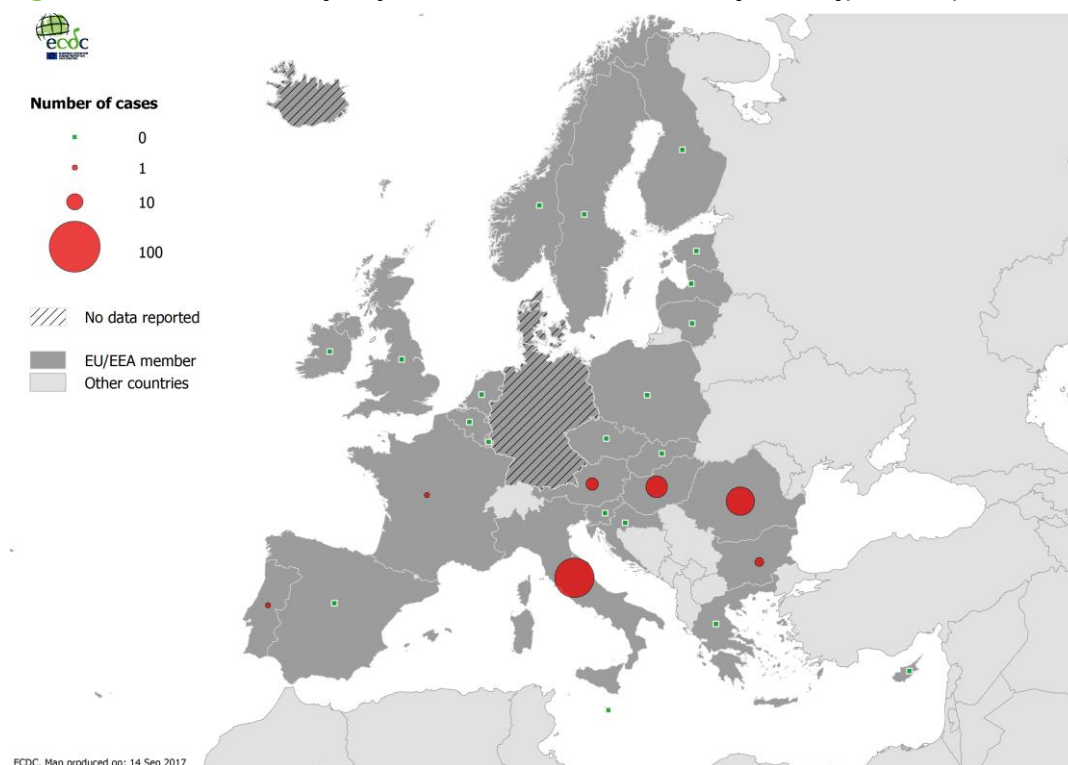 ecdc
Number of cases
0
1
10
100
No data reported
EU/EEA member
Other countries
ECDC. Map produced on: 14 Sep 2017